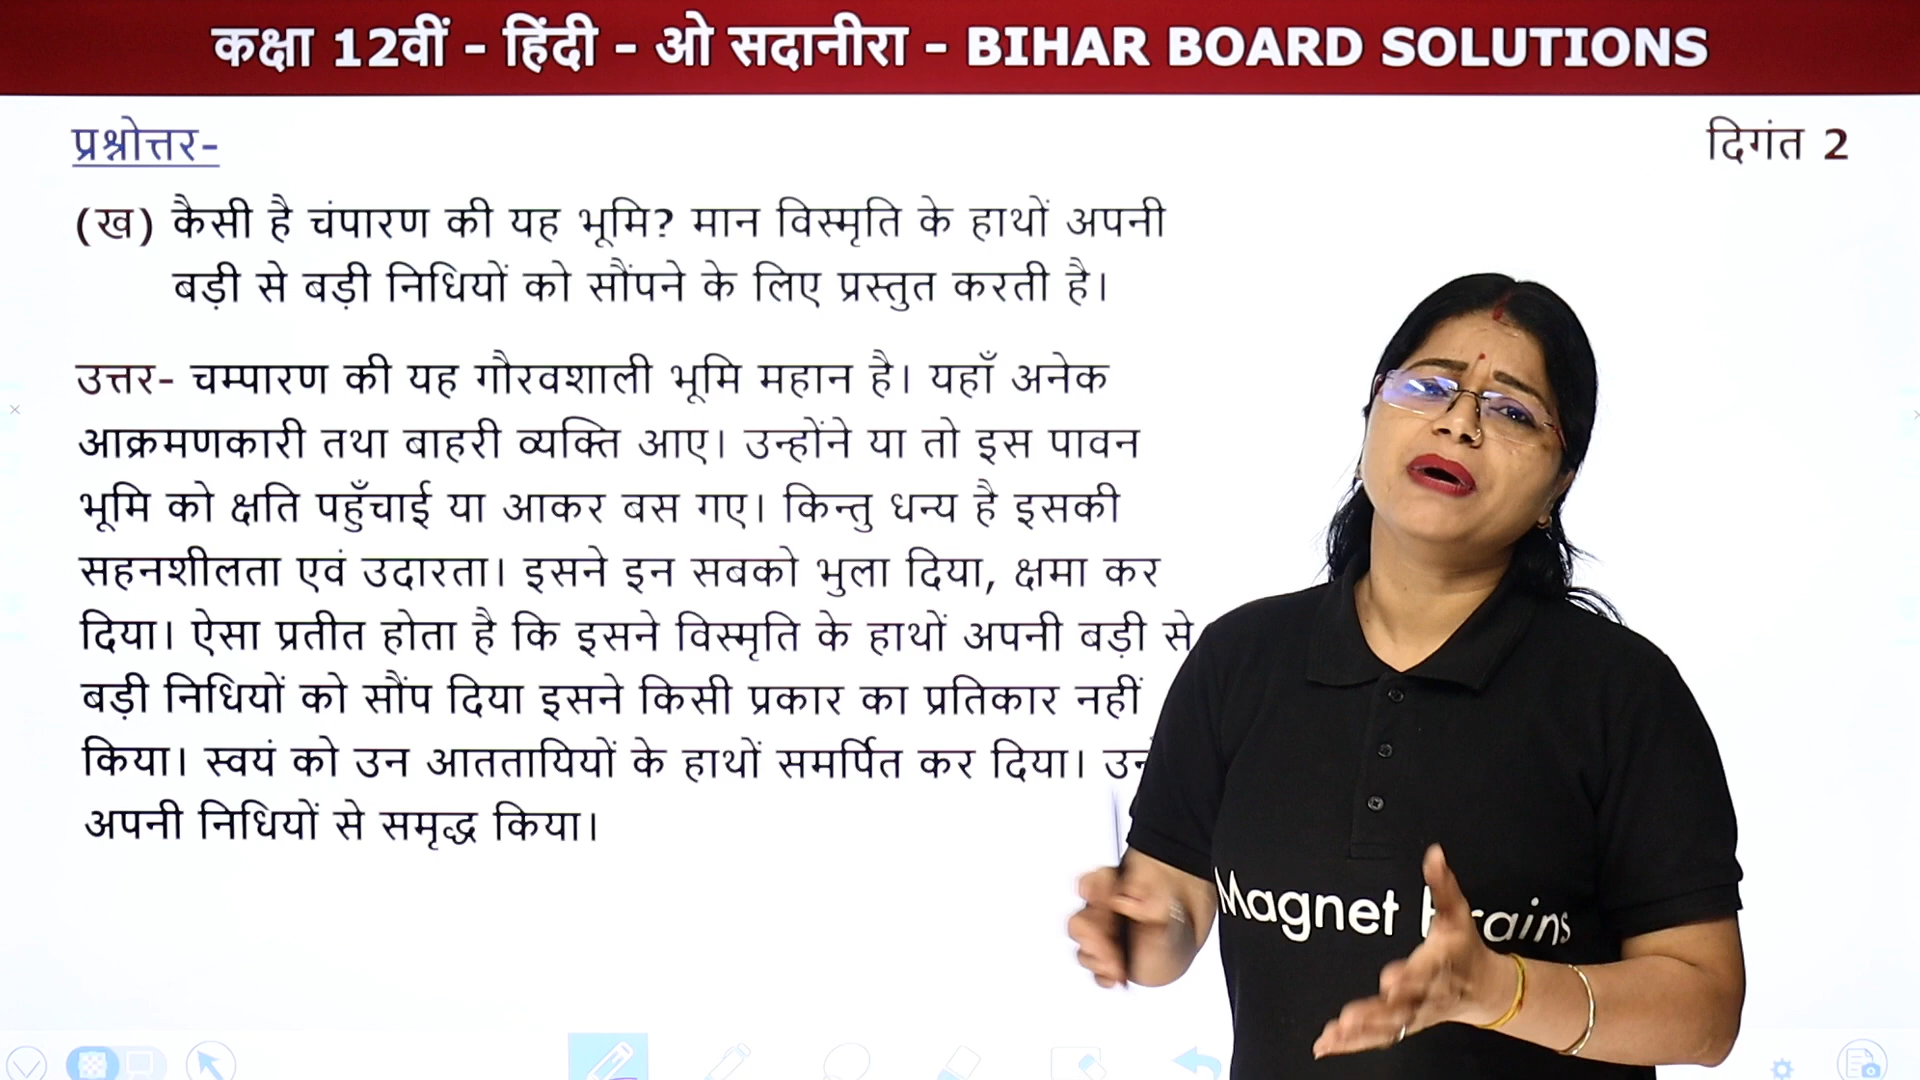 कक्षा 12वीं - हिंदी - ओ सदानीरा - BIHAR BOARD SOLUTIONS
प्रश्नोत्तर-
दिगंत 2
(ख) कैसी है चंपारण की यह भूमि? मान विस्मृति के हाथों अपनी
बड़ी से बड़ी निधियों को सौंपने के लिए प्रस्तुत करती है।
उत्तर- चम्पारण की यह गौरवशाली भूमि महान है। यहाँ अनेक
आक्रमणकारी तथा बाहरी व्यक्ति आए। उन्होंने या तो इस पावन
भूमि को क्षति पहुँचाई या आकर बस गए। किन्तु धन्य है इसकी
सहनशीलता एवं उदारता। इसने इन सबको भुला दिया, क्षमा कर
दिया। ऐसा प्रतीत होता है कि इसने विस्मृति के हाथों अपनी बड़ी से
बड़ी निधियों को सौंप दिया इसने किसी प्रकार का प्रतिकार नहीं
किया। स्वयं को उन आततायियों के हाथों समर्पित कर दिया।
अपनी निधियों से समृद्ध किया।
Magnet Brains